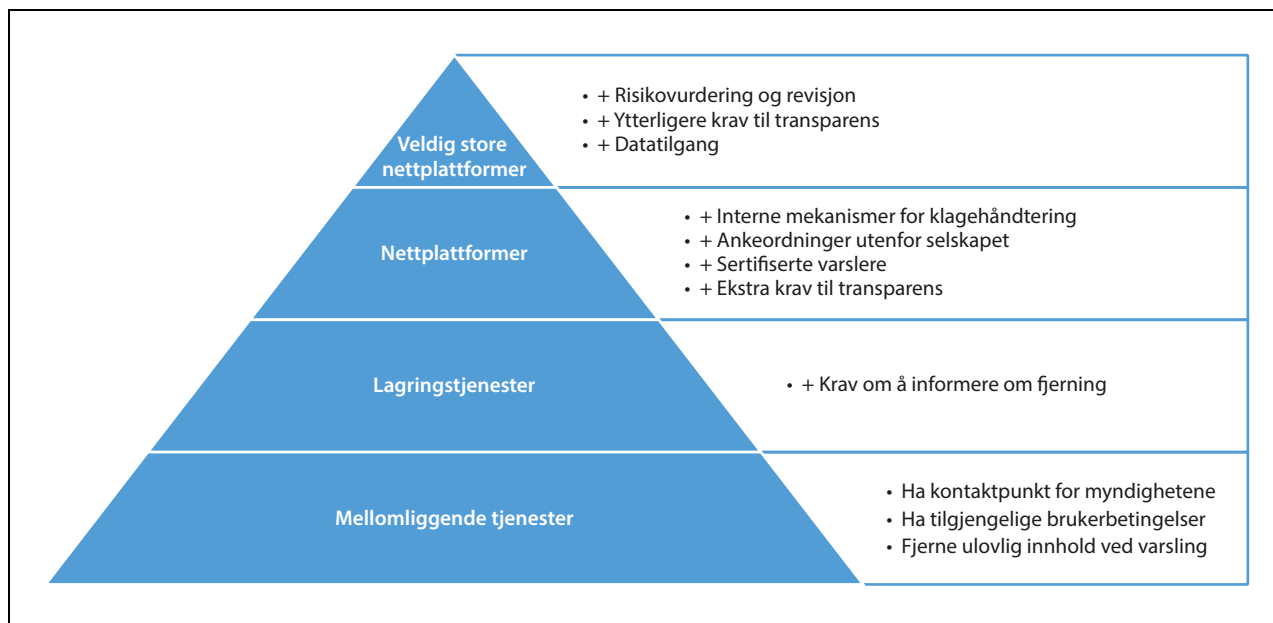 Veldig store
nettplattformer
• + Risikovurdering og revisjon
• + Ytterligere krav til transparens
• + Datatilgang
Nettplattformer
• + Interne mekanismer for klagehåndtering
• + Ankeordninger utenfor selskapet
• + Sertifiserte varslere
• + Ekstra krav til transparens
Lagringstjenester
• + Krav om å informere om fjerning
Mellomliggende tjenester
• Ha kontaktpunkt for myndighetene
• Ha tilgjengelige brukerbetingelser
• Fjerne ulovlig innhold ved varsling